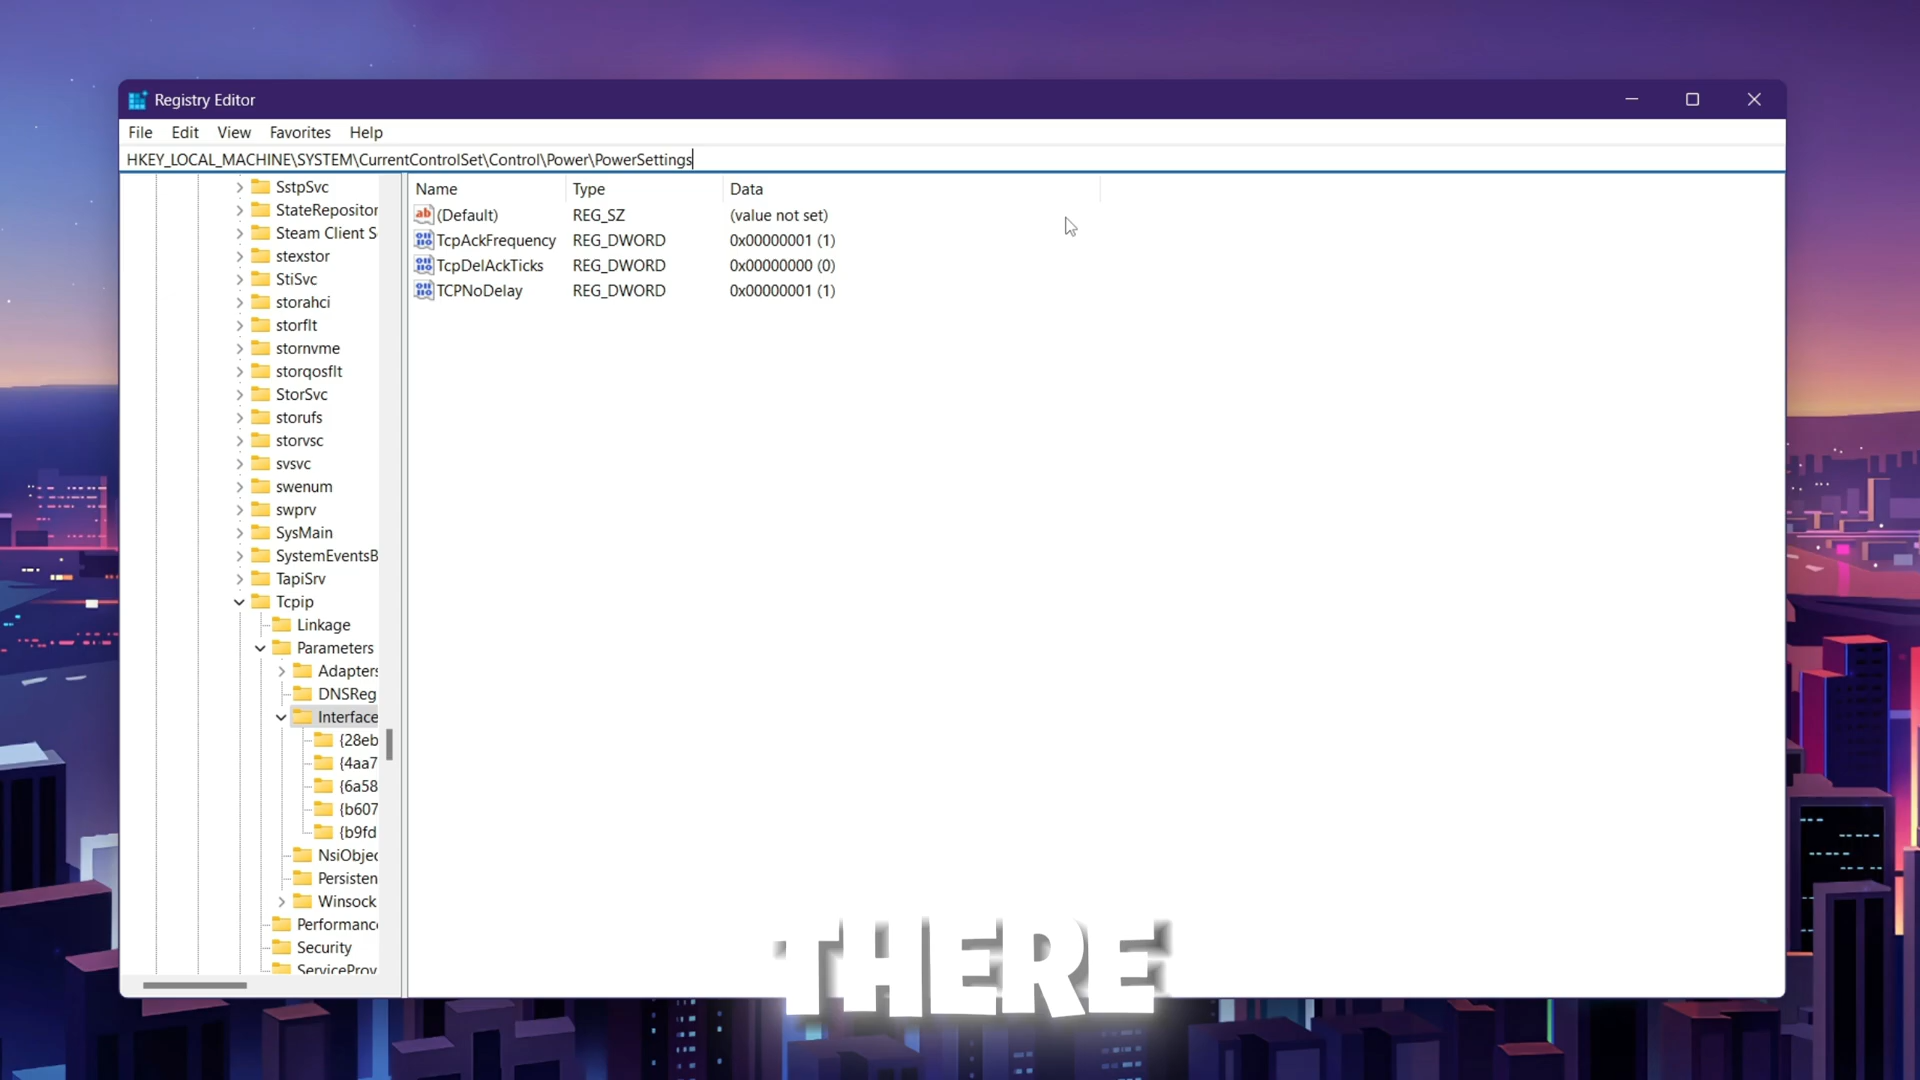 Registry Editor
File Edit View Favorites Help
HKEY_LOCAL_MACHINE\SYSTEM\CurrentControlSet\Control\Power\PowerSettings
Name Type Data
(Default) REG_SZ (value not set)
TcpAckFrequency REG_DWORD 0x00000001 (1)
TcpDelAckTicks REG_DWORD 0x00000000 (0)
TCPNoDelay REG_DWORD 0x00000001 (1)
SstpSvc
StateRepositor
Steam Client S
stexstor
StiSvc
storahci
storflt
stornvme
storqosflt
StorSvc
storufs
storvsc
svsvc
swenum
swprv
SysMain
SystemEventsB
TapiSrv
Tcpip
Linkage
Parameters
Adapters
DNSReg
Interface
{28eb
{4aa7
{6a58
{b607
{b9fd
NsiObjec
Persisten
Winsock
Performanc
Security
ServiceProv
THERE